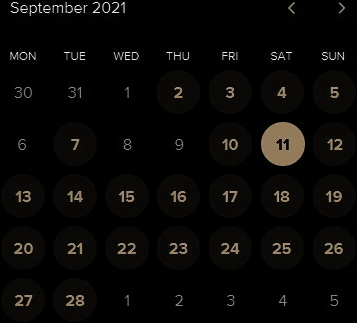 September 2021
MON TUE WED THU FRI SAT SUN
30 31 1 2 3 4 5
6 7 8 9 10 11 12
13 14 15 16 17 18 19
20 21 22 23 24 25 26
27 28 1 2 3 4 5